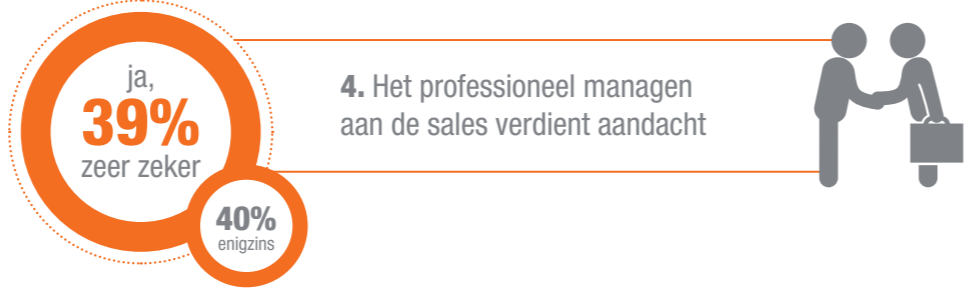 ja,
39%
zeer zeker
40%
enigzins
4. Het professioneel managen
aan de sales verdient aandacht